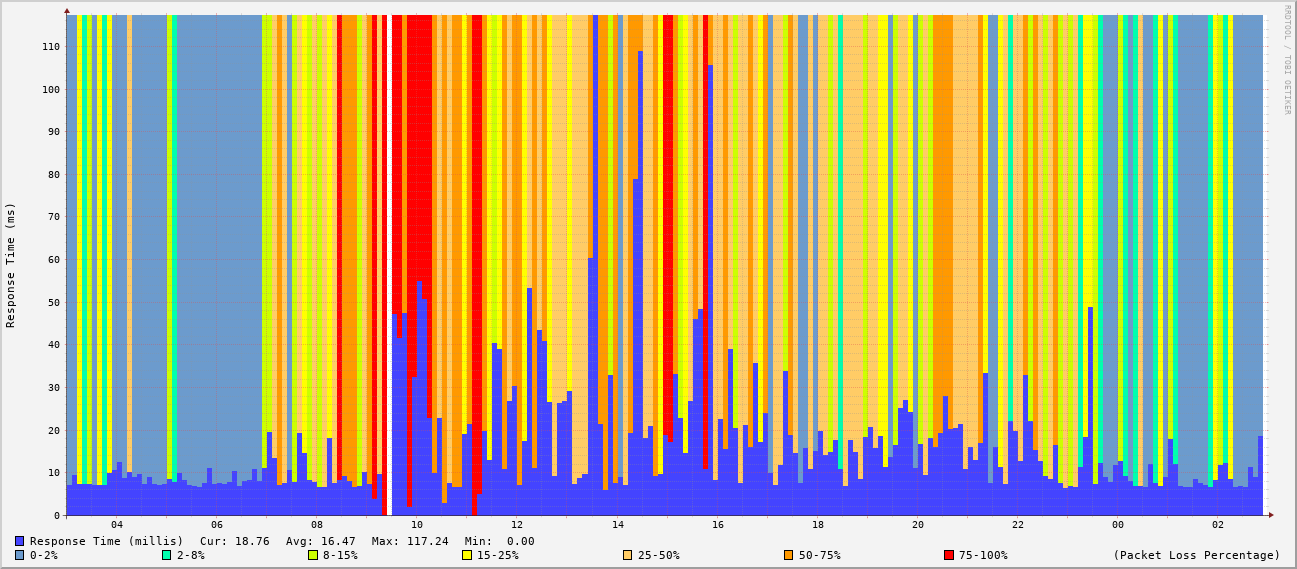 RRDTOOL / TOBI OETIKER
Response Time (ms)
110
100
90
80
70
60
50
40
30
20
10
0
04 06 08 10 12 14 16 18 20 22 00 02
Response Time (millis) Cur: 18.76 Avg: 16.47 Max: 117.24 Min: 0.00
0-2% 2-8% 8-15% 15-25% 25-50% 50-75% 75-100% (Packet Loss Percentage)